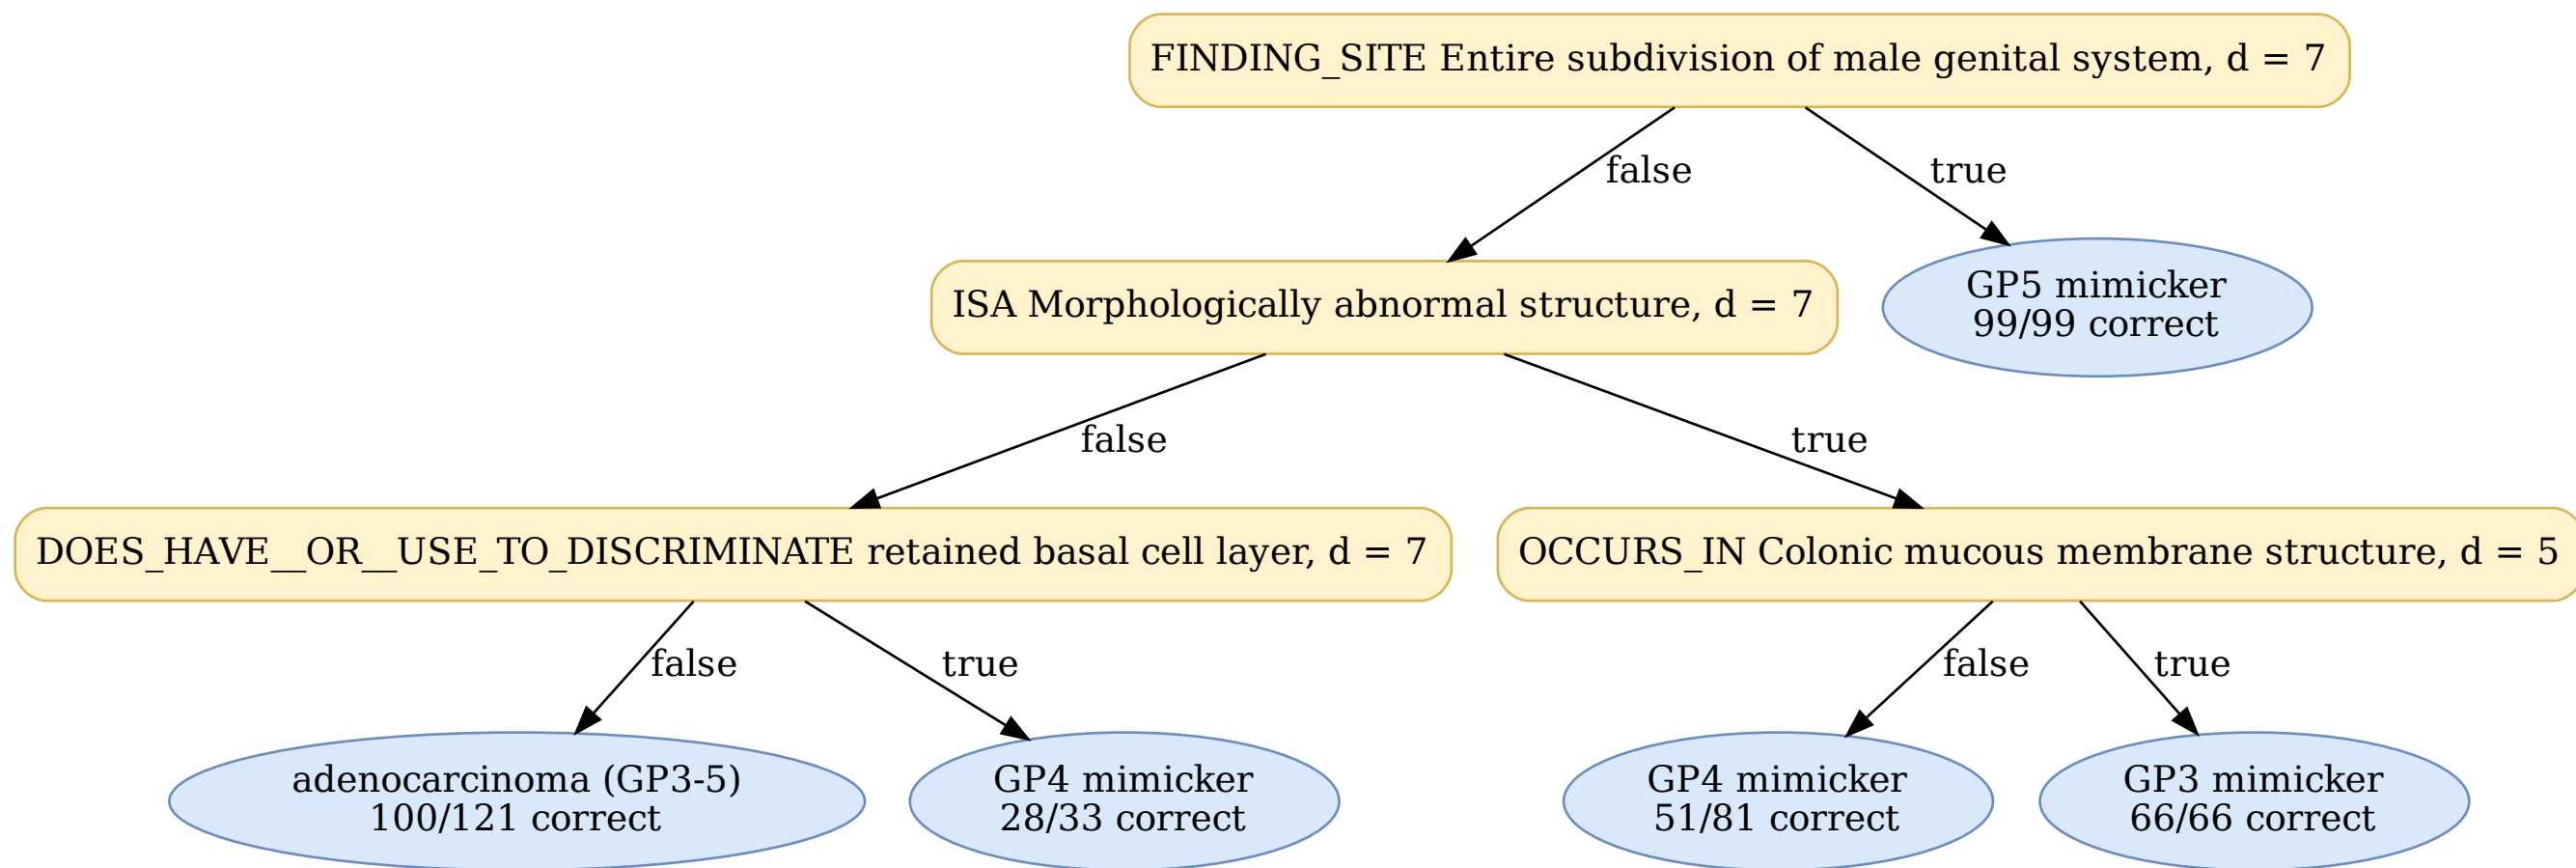 FINDING_SITE Entire subdivision of male genital system, d = 7
false
true
ISA Morphologically abnormal structure, d = 7
GP5 mimicker
99/99 correct
false
true
DOES_HAVE__OR__USE_TO_DISCRIMINATE retained basal cell layer, d = 7
OCCURS_IN Colonic mucous membrane structure, d = 5
false
true
false
true
adenocarcinoma (GP3-5)
100/121 correct
GP4 mimicker
28/33 correct
GP4 mimicker
51/81 correct
GP3 mimicker
66/66 correct